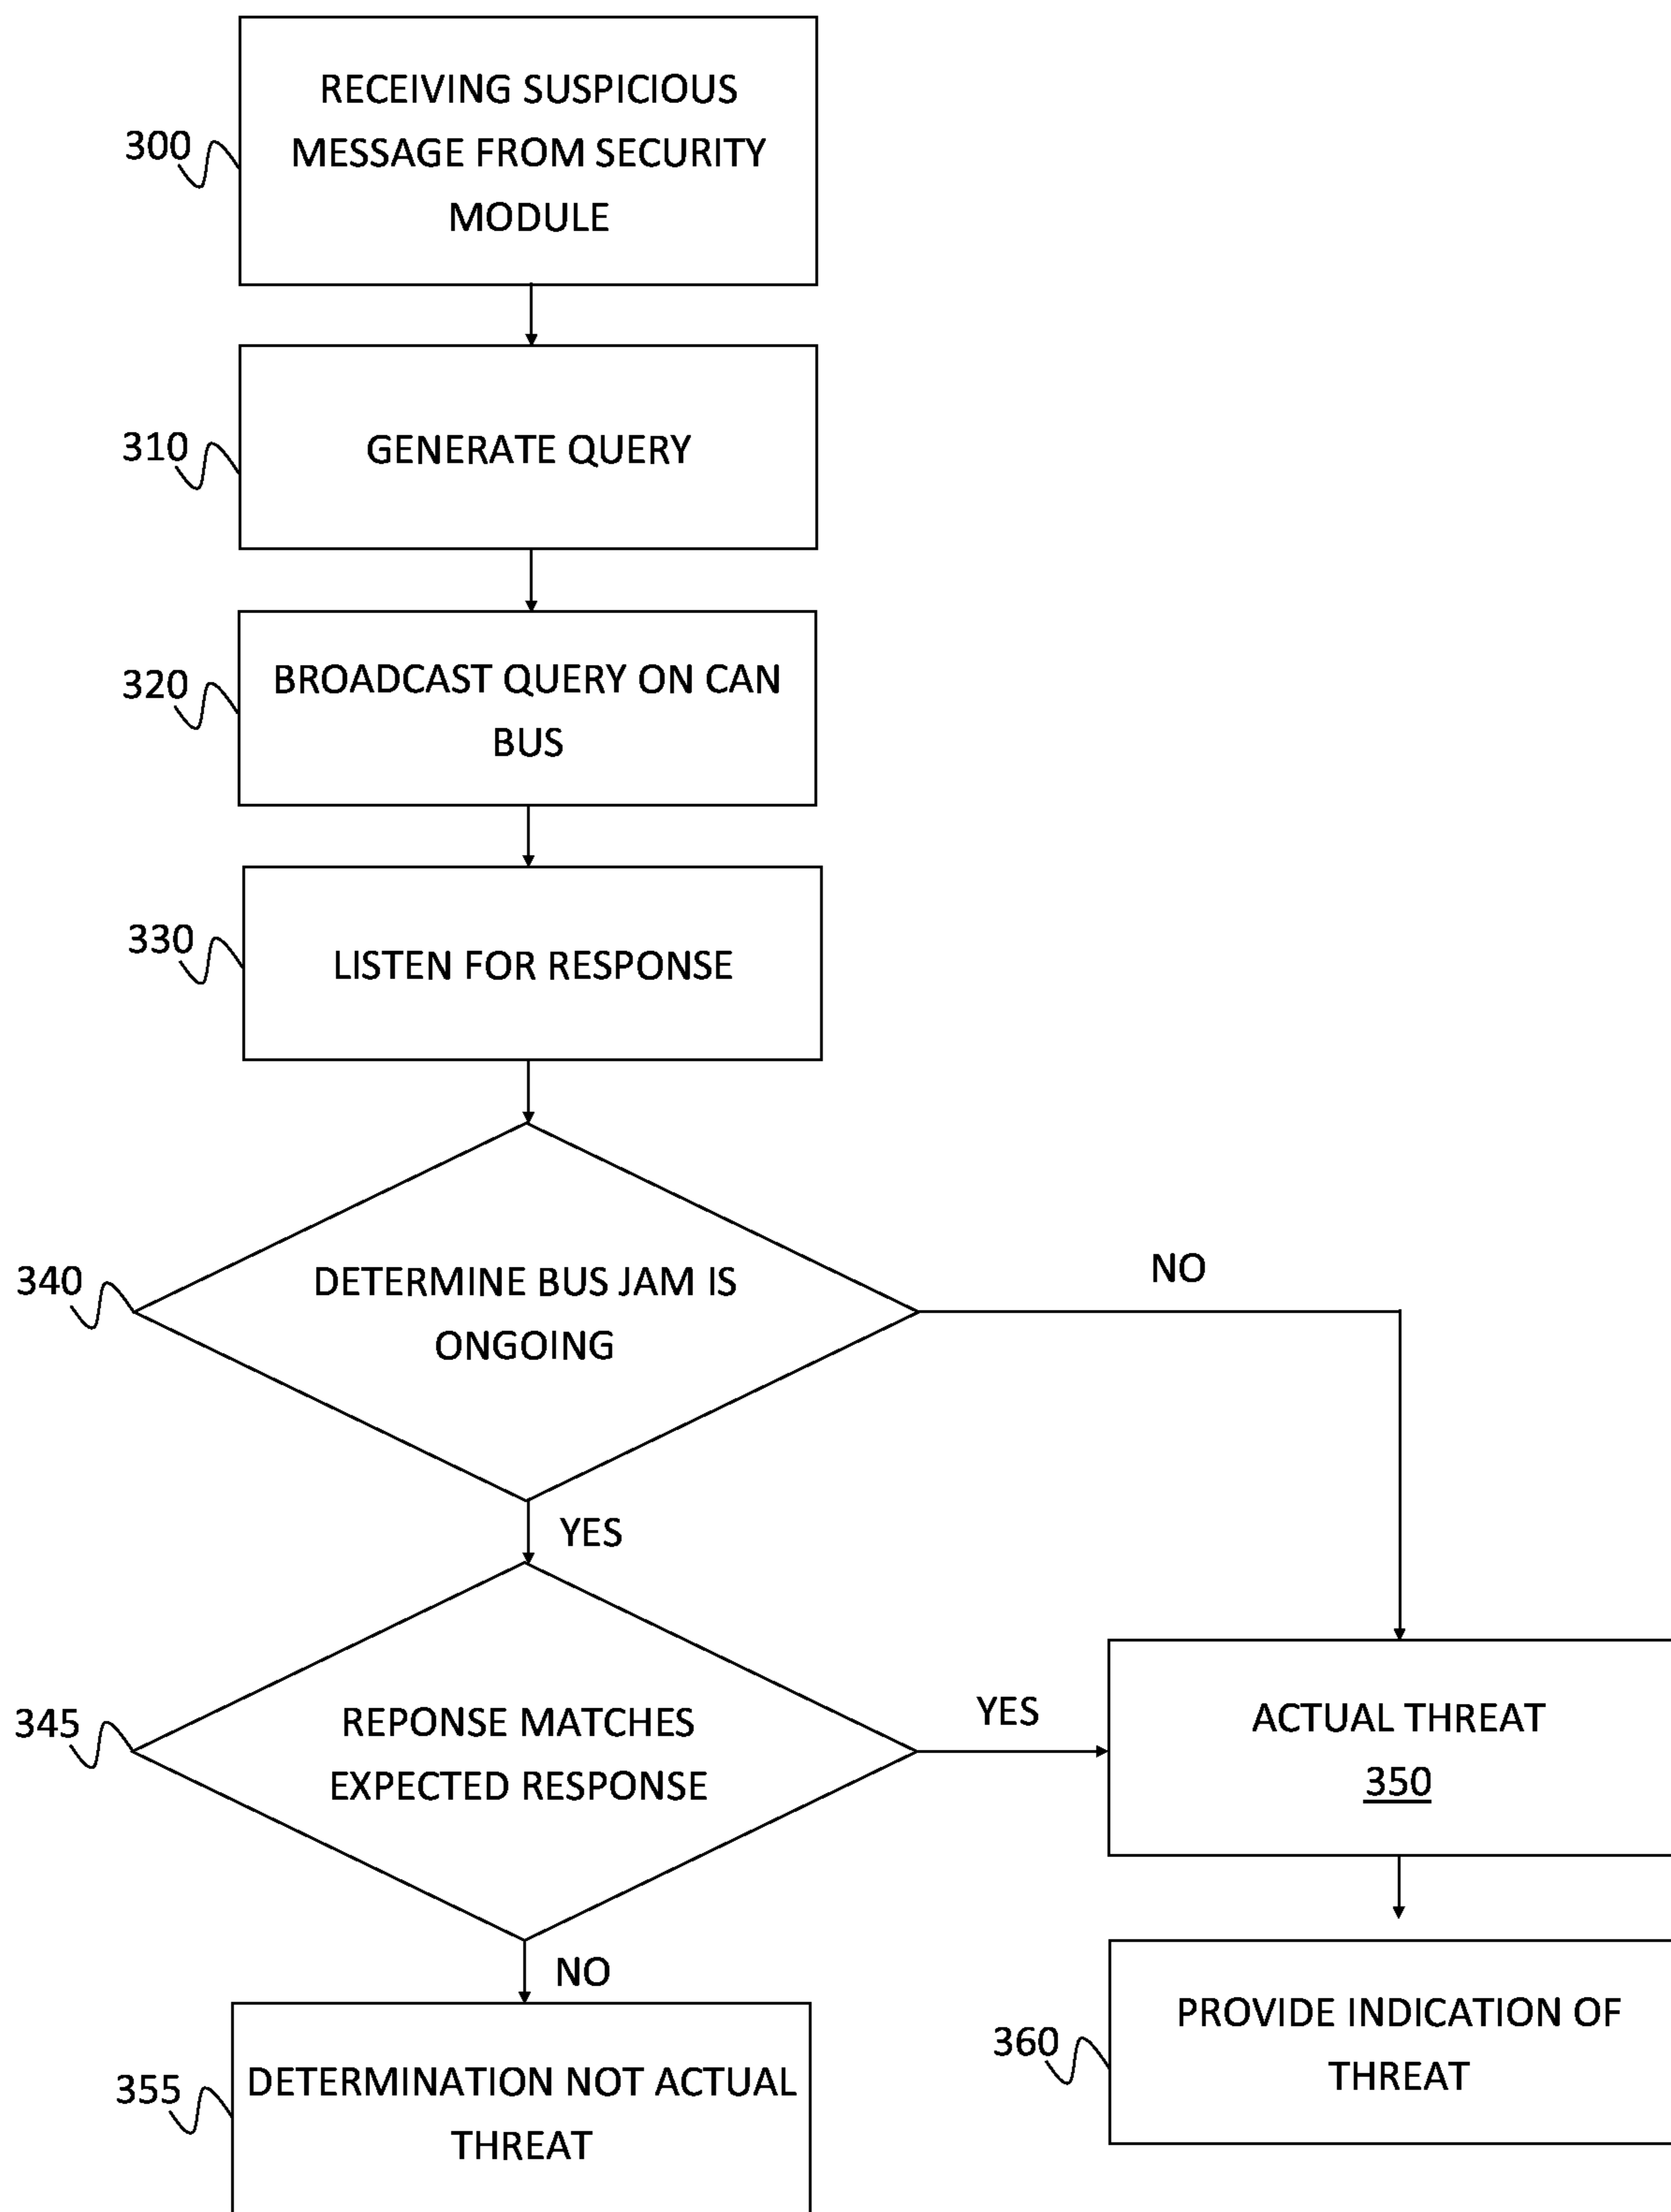 300
RECEIVING SUSPICIOUS
MESSAGE FROM SECURITY
MODULE
310
GENERATE QUERY
320
BROADCAST QUERY ON CAN
BUS
330
LISTEN FOR RESPONSE
340
DETERMINE BUS JAM IS
ONGOING
NO
YES
345
REPONSE MATCHES
EXPECTED RESPONSE
YES
ACTUAL THREAT
350
NO
355
DETERMINATION NOT ACTUAL
THREAT
360
PROVIDE INDICATION OF
THREAT